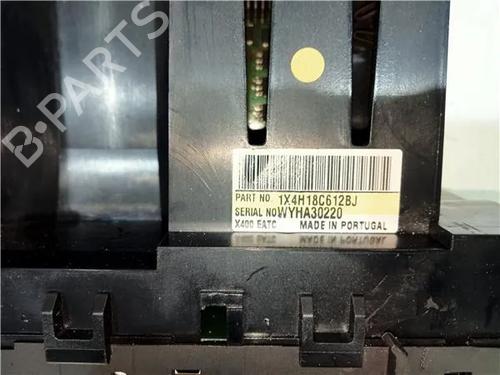 B-PARTS
PART NO 1X4H18C612BJ
SERIAL NO WYHA30220
X400 EATC MADE IN PORTUGAL